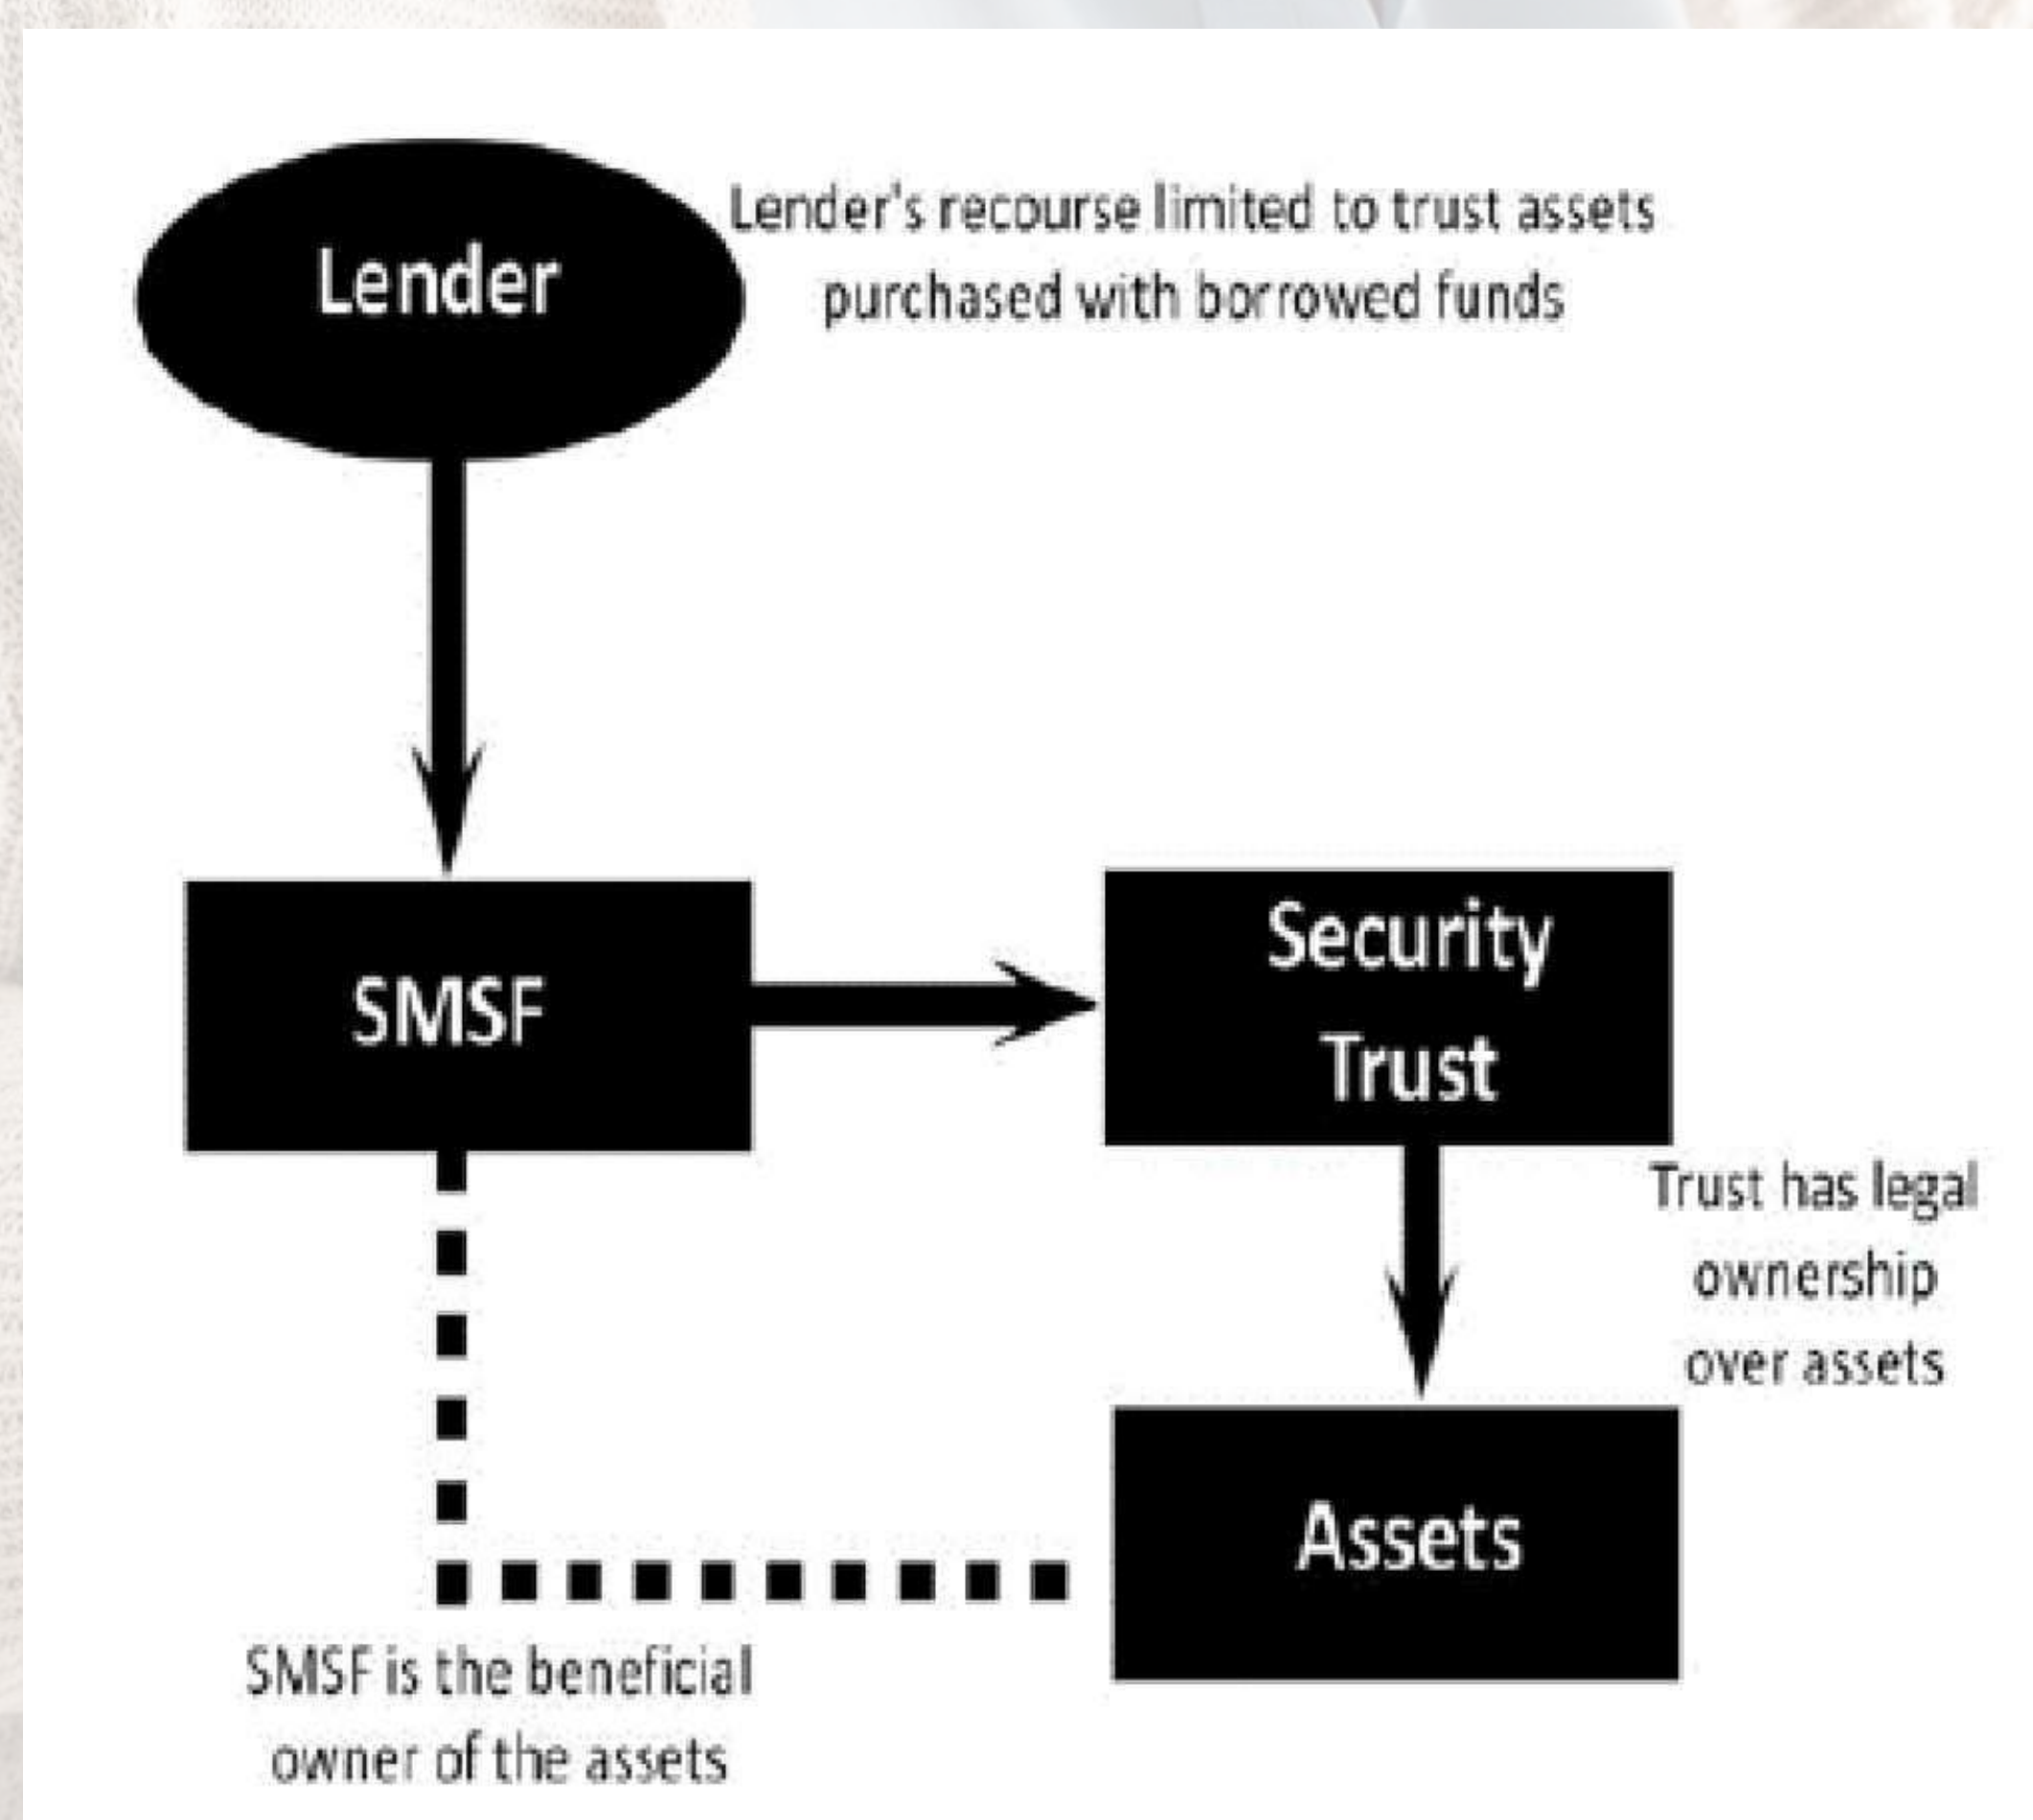 Lender
Lender's recourse limited to trust assets
purchased with borrowed funds
SMSF
Security
Trust
Trust has legal
ownership
over assets
Assets
SMSF is the beneficial
owner of the assets